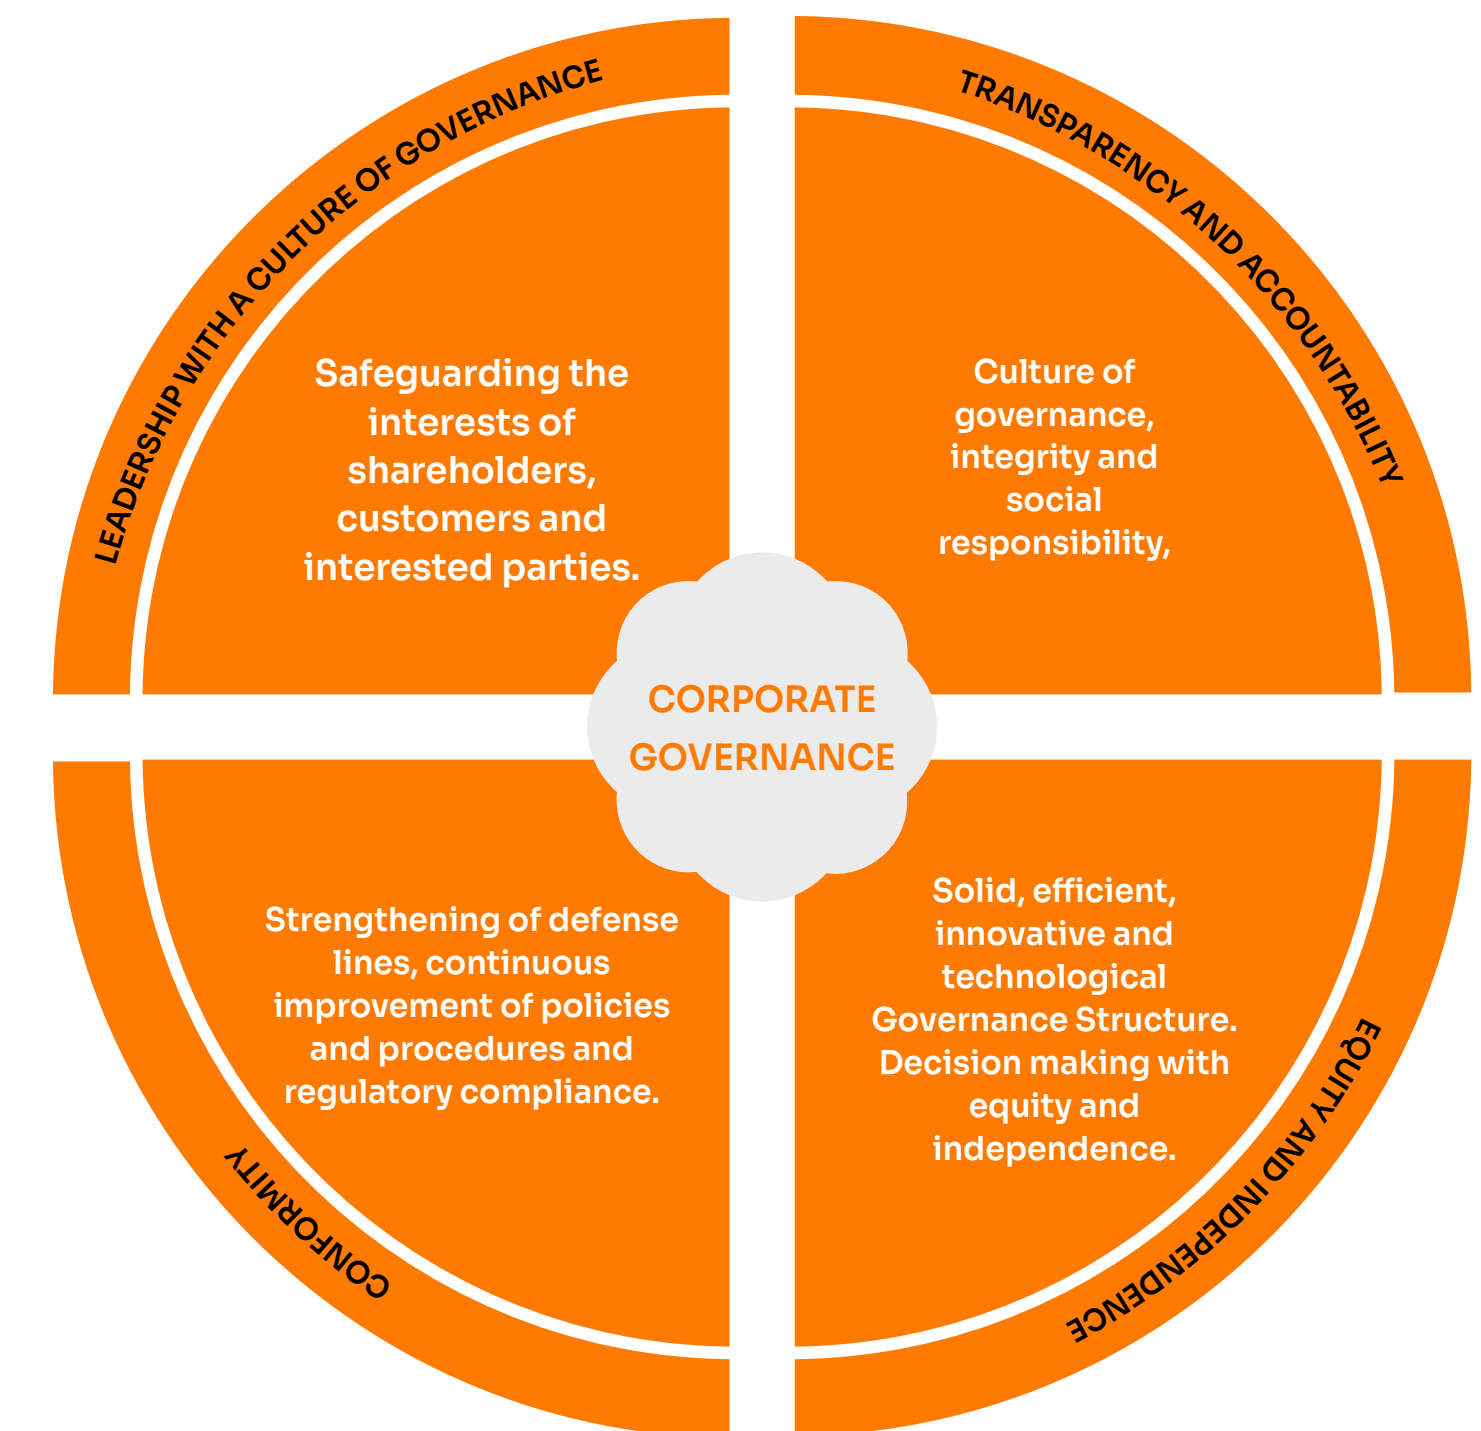 LEADERSHIP WITH A CULTURE OF GOVERNANCE
Safeguarding the
interests of
shareholders,
customers and
interested parties.
TRANSPARENCY AND ACCOUNTABILITY
Culture of
governance,
integrity and
social
responsibility,
CORPORATE
GOVERNANCE
Strengthening of defense
lines, continuous
improvement of policies
and procedures and
regulatory compliance.
CONFORMITY
Solid, efficient,
innovative and
technological
Governance Structure.
Decision making with
equity and
independence.
EQUITY AND INDEPENDENCE